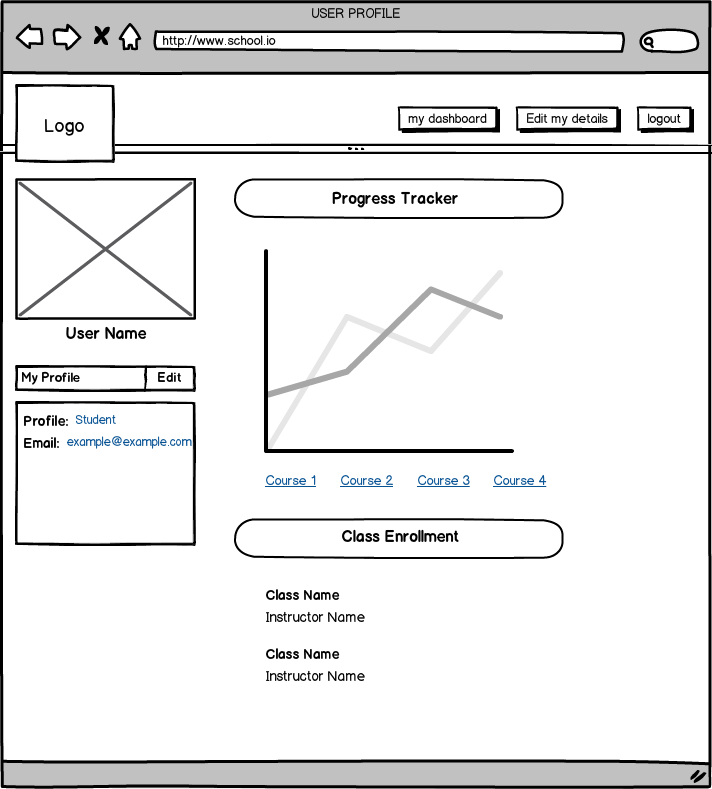 USER PROFILE
http://www.school.io
Logo
my dashboard
Edit my details
logout
Progress Tracker
User Name
My Profile
Edit
Profile: Student
Email: example@example.com
Course 1
Course 2
Course 3
Course 4
Class Enrollment
Class Name
Instructor Name
Class Name
Instructor Name